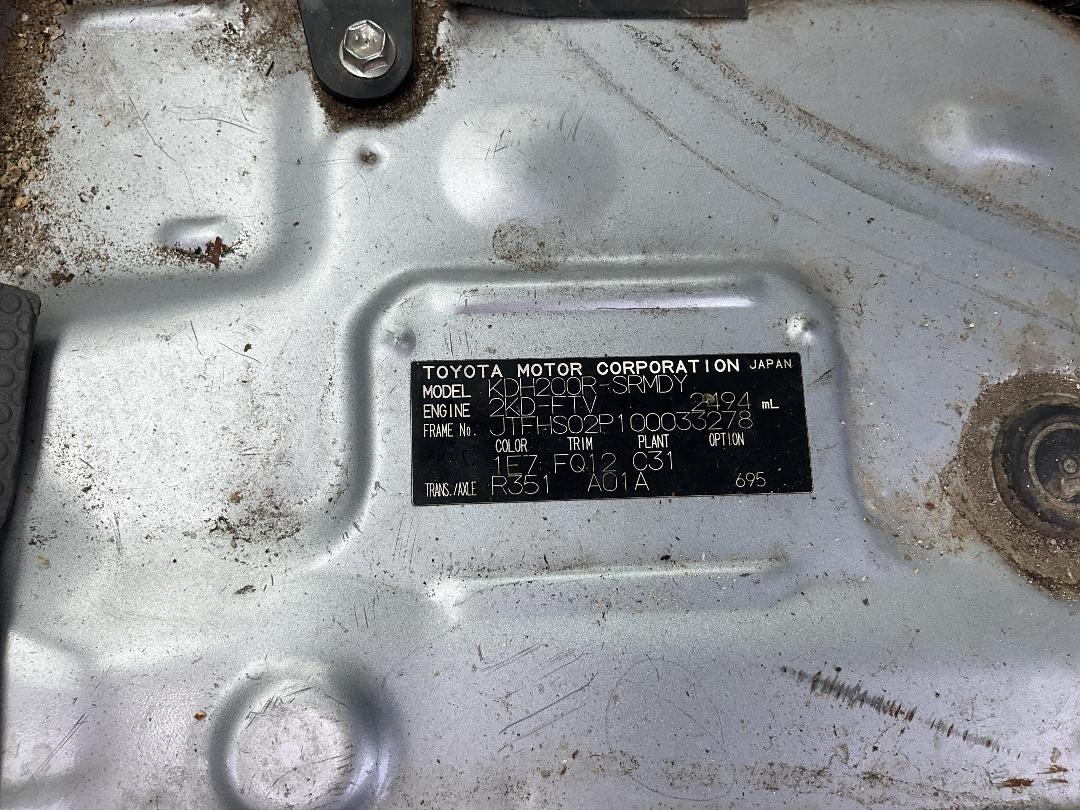 TOYOTA MOTOR CORPORATION JAPAN
MODEL KDH200R-SRMDY
ENGINE 2KD-FTV 2494 mL
FRAME No. JTFHS02P100033278
COLOR TRIM PLANT OPTION
1E7 FQ12 C31
TRANS./AXLE R351 A01A 695